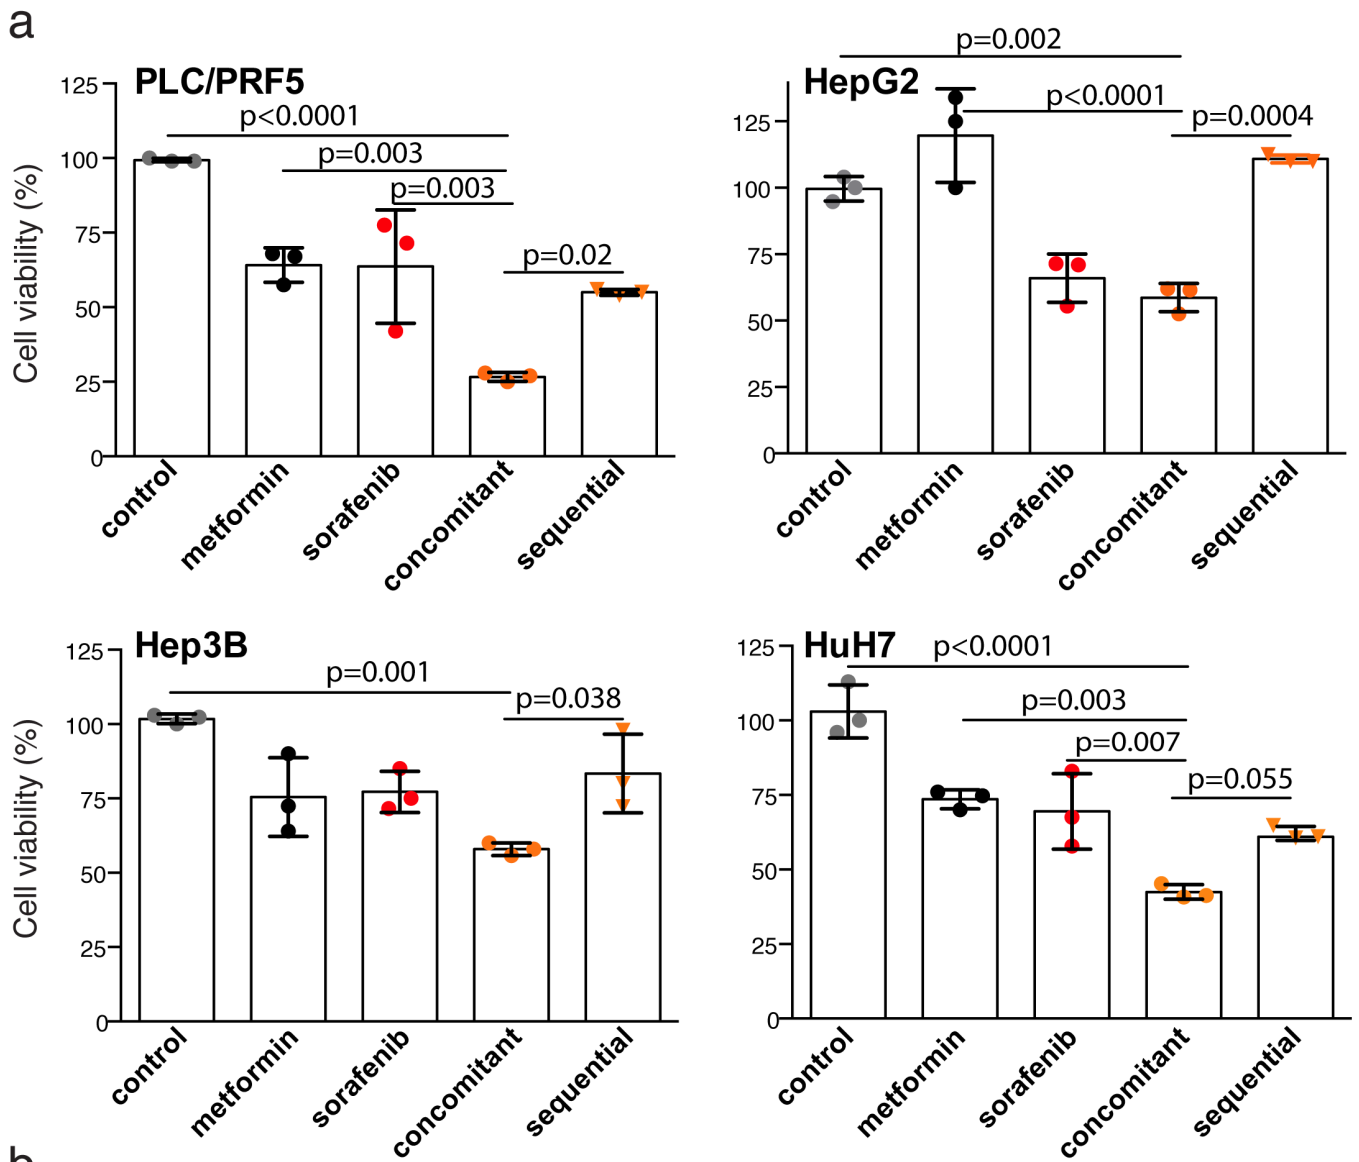 a
PLC/PRF5
p<0.0001
p=0.003
p=0.003
p=0.02
Cell viability (%)
125
100
75
50
25
0
control
metformin
sorafenib
concomitant
sequential
p=0.002
HepG2
p<0.0001
p=0.0004
125
100
75
50
25
0
control
metformin
sorafenib
concomitant
sequential
Hep3B
p=0.001
p=0.038
Cell viability (%)
125
100
75
50
25
0
control
metformin
sorafenib
concomitant
sequential
HuH7
p<0.0001
p=0.003
p=0.007
p=0.055
125
100
75
50
25
0
control
metformin
sorafenib
concomitant
sequential
b